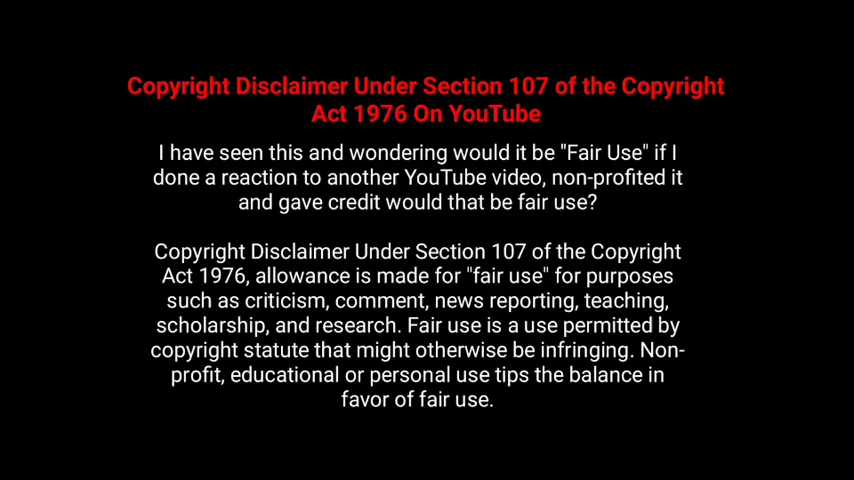 Copyright Disclaimer Under Section 107 of the Copyright
Act 1976 On YouTube
I have seen this and wondering would it be "Fair Use" if I
done a reaction to another YouTube video, non-profited it
and gave credit would that be fair use?
Copyright Disclaimer Under Section 107 of the Copyright
Act 1976, allowance is made for "fair use" for purposes
such as criticism, comment, news reporting, teaching,
scholarship, and research. Fair use is a use permitted by
copyright statute that might otherwise be infringing. Non-
profit, educational or personal use tips the balance in
favor of fair use.